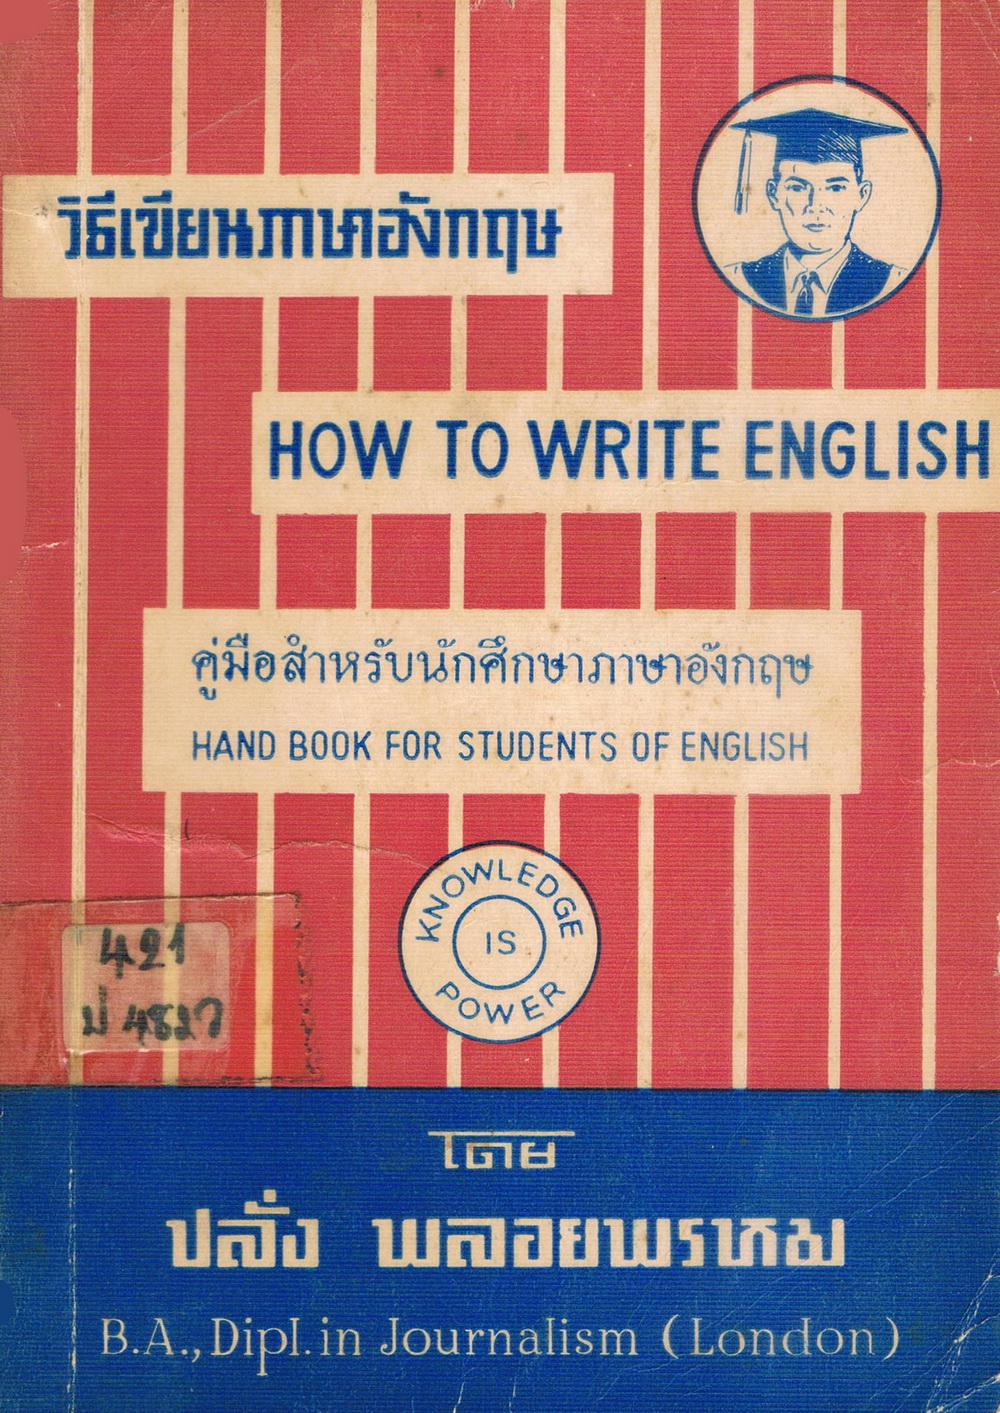 วิธีเขียนภาษาอังกฤษ
HOW TO WRITE ENGLISH
คู่มือสำหรับนักศึกษาภาษาอังกฤษ
HAND BOOK FOR STUDENTS OF ENGLISH
KNOWLEDGE
IS
POWER
421
ป 482ว
โดย
ปลั่ง พลอยพรหม
B.A., Dipl. in Journalism (London)